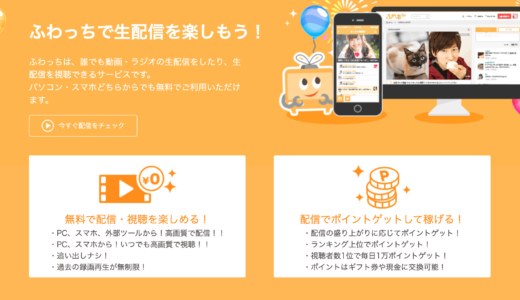 ふわっちで生配信を楽しもう！
ふわっちは、誰でも動画・ラジオの生配信をしたり、生
配信を視聴できるサービスです。
パソコン・スマホどちらからでも無料でご利用いただけ
ます。
今すぐ配信をチェック
¥0
無料で配信・視聴を楽しめる！
・PC、スマホ、外部ツールから！高画質で配信！！
・PC、スマホから！いつでも高画質で視聴！！
・追い出しナシ！
・過去の録画再生が無制限！
P
配信でポイントゲットして稼げる！
・配信の盛り上がりに応じてポイントゲット！
・ランキング上位でポイントゲット！
・視聴者数1位で毎日1万ポイントゲット！
・ポイントはギフト券や現金に交換可能！